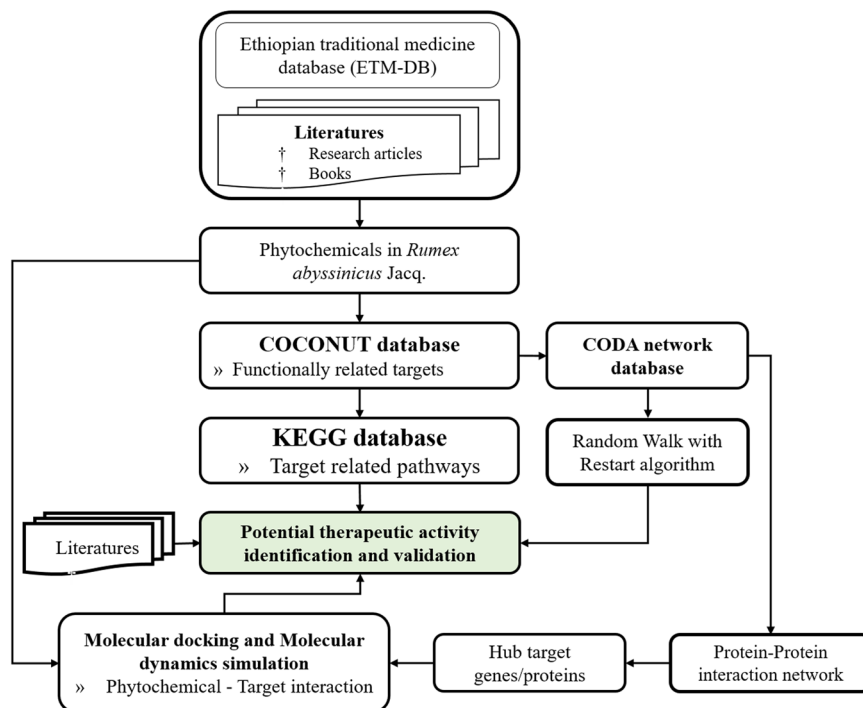 Ethiopian traditional medicine
database (ETM-DB)
Literatures
† Research articles
† Books
Phytochemicals in Rumex
abyssinicus Jacq.
COCONUT database
» Functionally related targets
CODA network
database
KEGG database
» Target related pathways
Random Walk with
Restart algorithm
Literatures
Potential therapeutic activity
identification and validation
Molecular docking and Molecular
dynamics simulation
» Phytochemical - Target interaction
Hub target
genes/proteins
Protein-Protein
interaction network